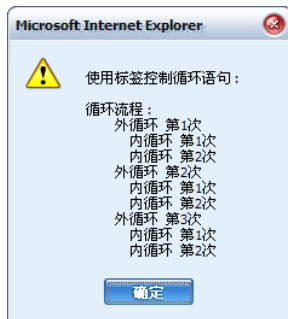 Microsoft Internet Explorer
使用标签控制循环语句：
循环流程：
外循环 第1次
内循环 第1次
内循环 第2次
外循环 第2次
内循环 第1次
内循环 第2次
外循环 第3次
内循环 第1次
内循环 第2次
确定